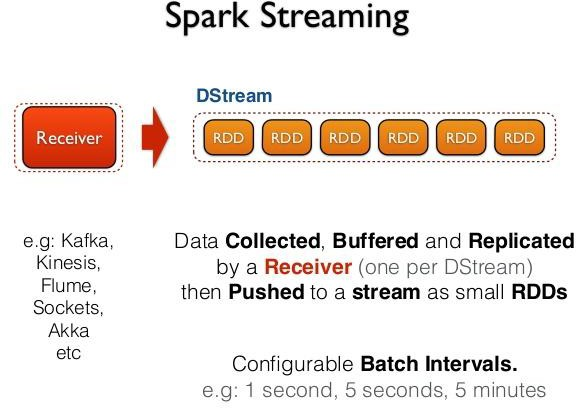 Spark Streaming
DStream
Receiver
RDD RDD RDD RDD RDD RDD
e.g: Kafka,
Kinesis,
Flume,
Sockets,
Akka
etc
Data Collected, Buffered and Replicated
by a Receiver (one per DStream)
then Pushed to a stream as small RDDs
Configurable Batch Intervals.
e.g: 1 second, 5 seconds, 5 minutes